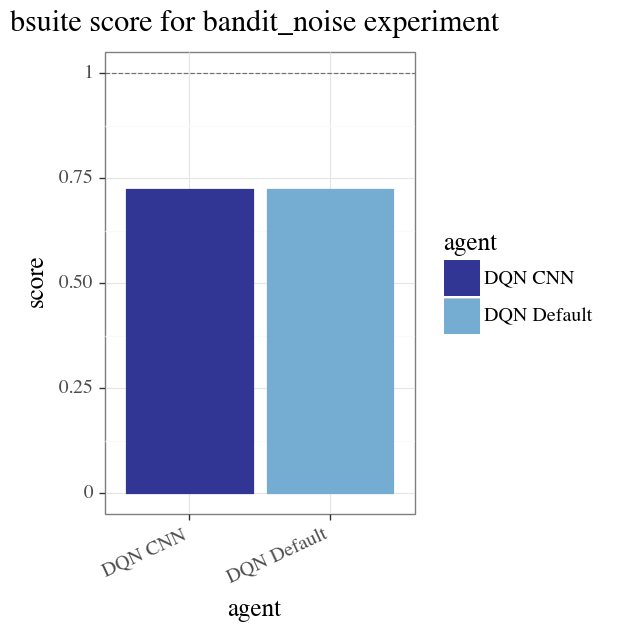 bsuite score for bandit_noise experiment
1
0.75
0.50
0.25
0
score
DQN CNN
DQN Default
agent
agent
DQN CNN
DQN Default